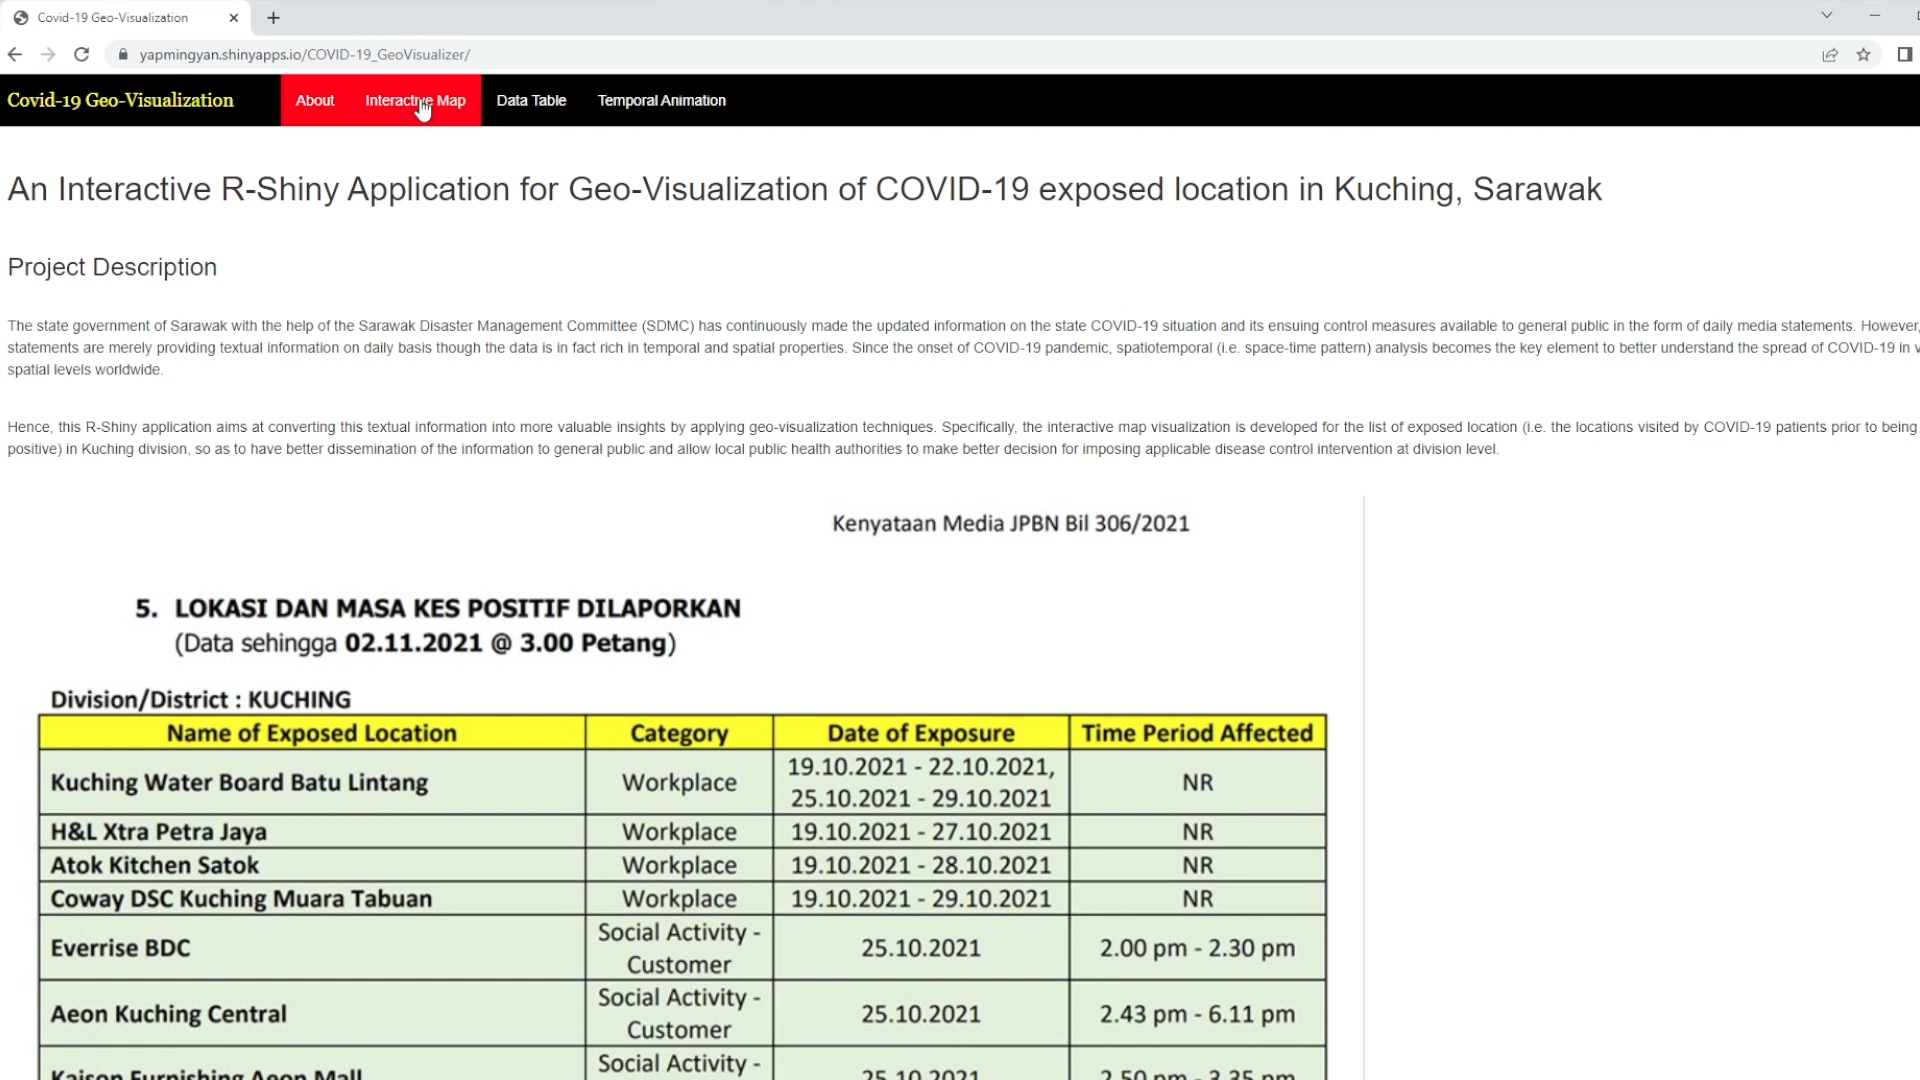 Covid-19 Geo-Visualization
yapmingyan.shinyapps.io/COVID-19_GeoVisualizer/
Covid-19 Geo-Visualization About Interactive Map Data Table Temporal Animation
An Interactive R-Shiny Application for Geo-Visualization of COVID-19 exposed location in Kuching, Sarawak
Project Description
The state government of Sarawak with the help of the Sarawak Disaster Management Committee (SDMC) has continuously made the updated information on the state COVID-19 situation and its ensuing control measures available to general public in the form of daily media statements. However,
statements are merely providing textual information on daily basis though the data is in fact rich in temporal and spatial properties. Since the onset of COVID-19 pandemic, spatiotemporal (i.e. space-time pattern) analysis becomes the key element to better understand the spread of COVID-19 in
spatial levels worldwide.
Hence, this R-Shiny application aims at converting this textual information into more valuable insights by applying geo-visualization techniques. Specifically, the interactive map visualization is developed for the list of exposed location (i.e. the locations visited by COVID-19 patients prior to being
positive) in Kuching division, so as to have better dissemination of the information to general public and allow local public health authorities to make better decision for imposing applicable disease control intervention at division level.
Kenyataan Media JPBN Bil 306/2021
5. LOKASI DAN MASA KES POSITIF DILAPORKAN
(Data sehingga 02.11.2021 @ 3.00 Petang)
Division/District : KUCHING
Name of Exposed Location Category Date of Exposure Time Period Affected
Kuching Water Board Batu Lintang Workplace 19.10.2021 - 22.10.2021, 25.10.2021 - 29.10.2021 NR
H&L Xtra Petra Jaya Workplace 19.10.2021 - 27.10.2021 NR
Atok Kitchen Satok Workplace 19.10.2021 - 28.10.2021 NR
Coway DSC Kuching Muara Tabuan Workplace 19.10.2021 - 29.10.2021 NR
Everrise BDC Social Activity - Customer 25.10.2021 2.00 pm - 2.30 pm
Aeon Kuching Central Social Activity - Customer 25.10.2021 2.43 pm - 6.11 pm
Kaison Furnishing Aeon Mall Social Activity - 25.10.2021 2.50 pm - 3.35 pm